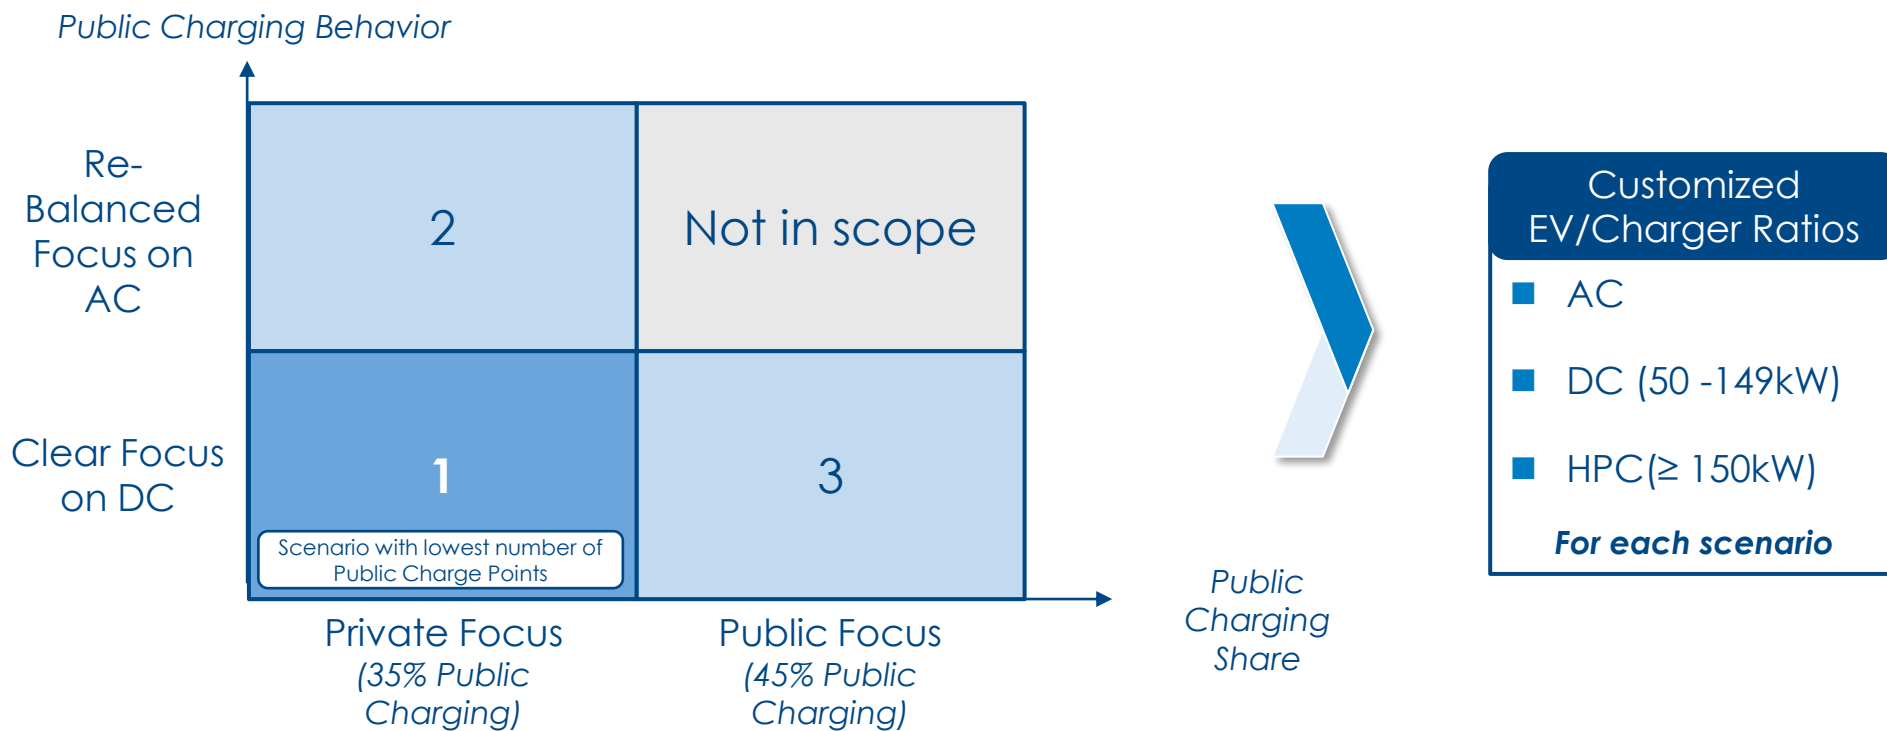 Public Charging Behavior
Re-
Balanced
Focus on
AC
2
Not in scope
Clear Focus
on DC
1
3
Scenario with lowest number of
Public Charge Points
Private Focus
(35% Public
Charging)
Public Focus
(45% Public
Charging)
Public
Charging
Share
Customized
EV/Charger Ratios
AC
DC (50 -149kW)
HPC(≥ 150kW)
For each scenario